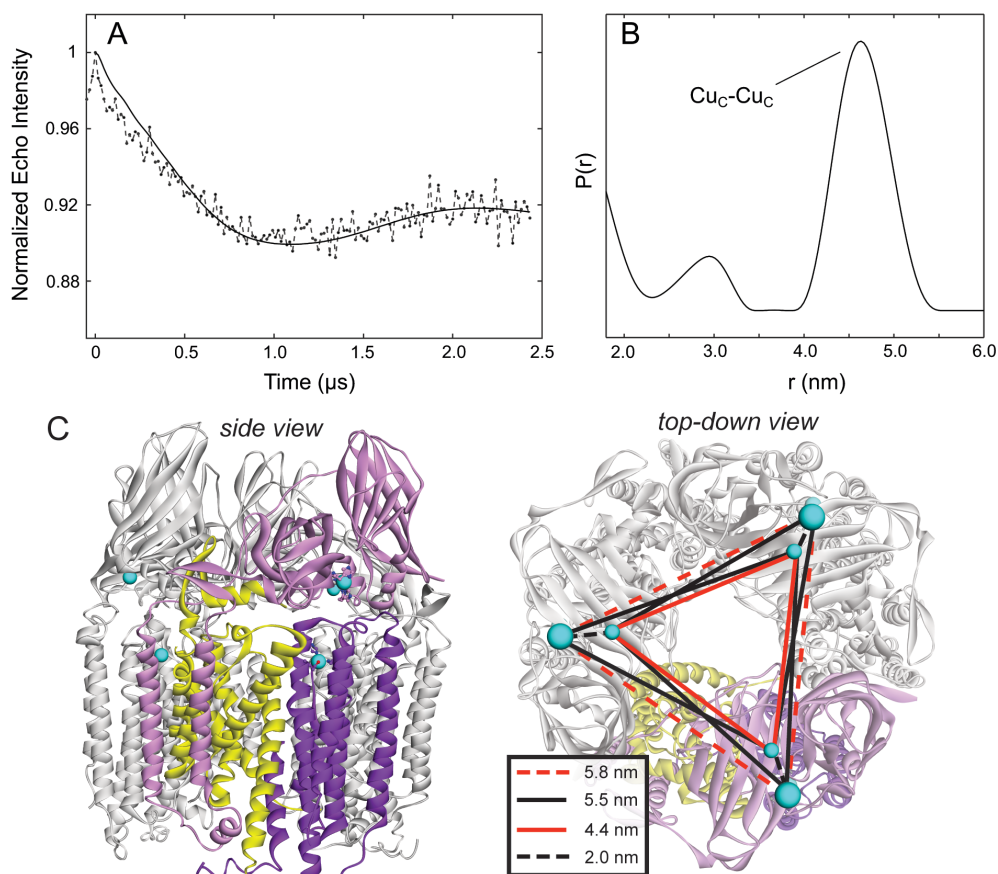 A
Normalized Echo Intensity
1
0.96
0.92
0.88
0
0.5
1.0
1.5
2.0
2.5
Time (µs)
B
P(r)
Cu_C-Cu_C
2.0
3.0
4.0
5.0
6.0
r (nm)
C
side view
top-down view
5.8 nm
5.5 nm
4.4 nm
2.0 nm